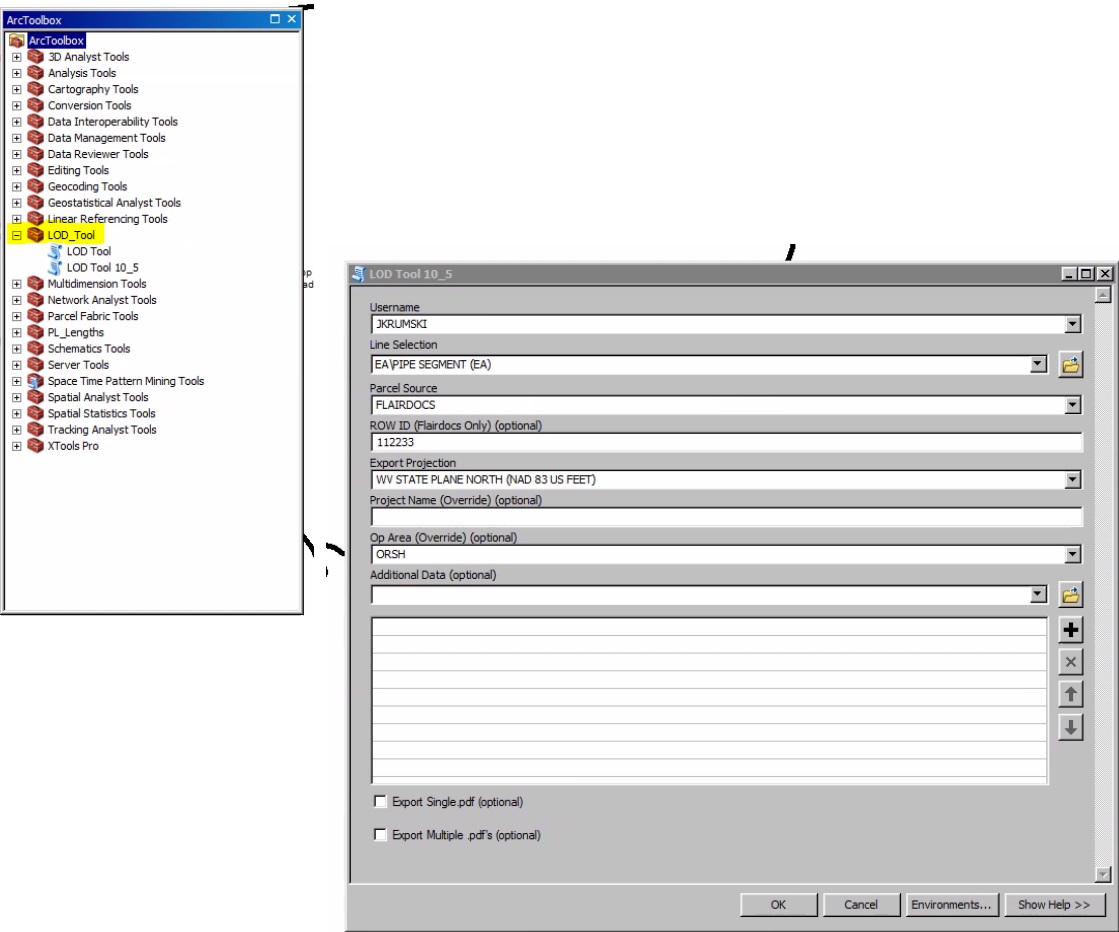 ArcToolbox
ArcToolbox
3D Analyst Tools
Analysis Tools
Cartography Tools
Conversion Tools
Data Interoperability Tools
Data Management Tools
Data Reviewer Tools
Editing Tools
Geocoding Tools
Geostatistical Analyst Tools
Linear Referencing Tools
LOD_Tool
LOD Tool
LOD Tool 10_5
Multidimension Tools
Network Analyst Tools
Parcel Fabric Tools
PL_Lengths
Schematics Tools
Server Tools
Space Time Pattern Mining Tools
Spatial Analyst Tools
Spatial Statistics Tools
Tracking Analyst Tools
XTools Pro
LOD Tool 10_5
Username
JKRUMSKI
Line Selection
EA\PIPE SEGMENT (EA)
Parcel Source
FLAIRDOCS
ROW ID (Flairdocs Only) (optional)
112233
Export Projection
WV STATE PLANE NORTH (NAD 83 US FEET)
Project Name (Override) (optional)
Op Area (Override) (optional)
ORSH
Additional Data (optional)
Export Single.pdf (optional)
Export Multiple .pdf's (optional)
OK Cancel Environments... Show Help >>